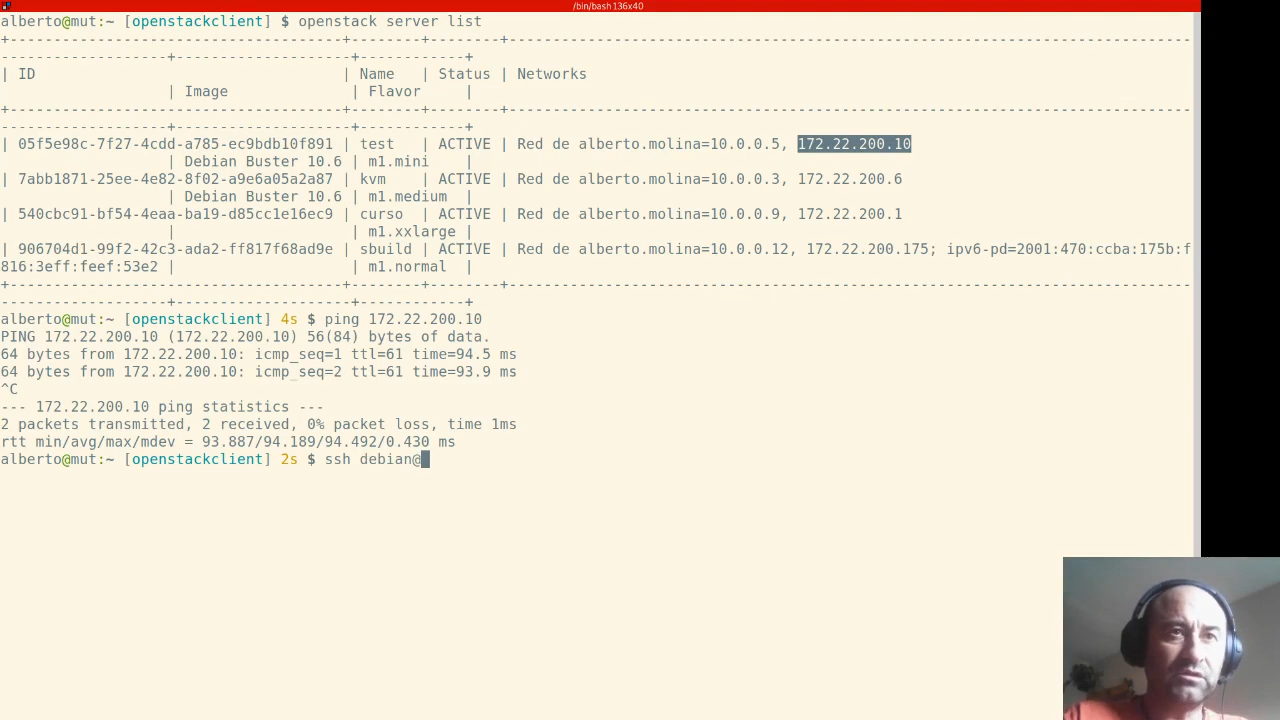 /bin/bash 136x40
alberto@mut:~ [openstackclient] $ openstack server list
+--------------------------------------+--------+--------+------------------------------------------------------------------------------
-------------------+--------------------+------------+
| ID                                   | Name   | Status | Networks
                   | Image              | Flavor     |
+--------------------------------------+--------+--------+------------------------------------------------------------------------------
-------------------+--------------------+------------+
| 05f5e98c-7f27-4cdd-a785-ec9bdb10f891 | test   | ACTIVE | Red de alberto.molina=10.0.0.5, 172.22.200.10
                   | Debian Buster 10.6 | m1.mini    |
| 7abb1871-25ee-4e82-8f02-a9e6a05a2a87 | kvm    | ACTIVE | Red de alberto.molina=10.0.0.3, 172.22.200.6
                   | Debian Buster 10.6 | m1.medium  |
| 540cbc91-bf54-4eaa-ba19-d85cc1e16ec9 | curso  | ACTIVE | Red de alberto.molina=10.0.0.9, 172.22.200.1
                   |                    | m1.xxlarge |
| 906704d1-99f2-42c3-ada2-ff817f68ad9e | sbuild | ACTIVE | Red de alberto.molina=10.0.0.12, 172.22.200.175; ipv6-pd=2001:470:ccba:175b:f
816:3eff:feef:53e2 |                    | m1.normal  |
+--------------------------------------+--------+--------+------------------------------------------------------------------------------
-------------------+--------------------+------------+
alberto@mut:~ [openstackclient] 4s $ ping 172.22.200.10
PING 172.22.200.10 (172.22.200.10) 56(84) bytes of data.
64 bytes from 172.22.200.10: icmp_seq=1 ttl=61 time=94.5 ms
64 bytes from 172.22.200.10: icmp_seq=2 ttl=61 time=93.9 ms
^C
--- 172.22.200.10 ping statistics ---
2 packets transmitted, 2 received, 0% packet loss, time 1ms
rtt min/avg/max/mdev = 93.887/94.189/94.492/0.430 ms
alberto@mut:~ [openstackclient] 2s $ ssh debian@